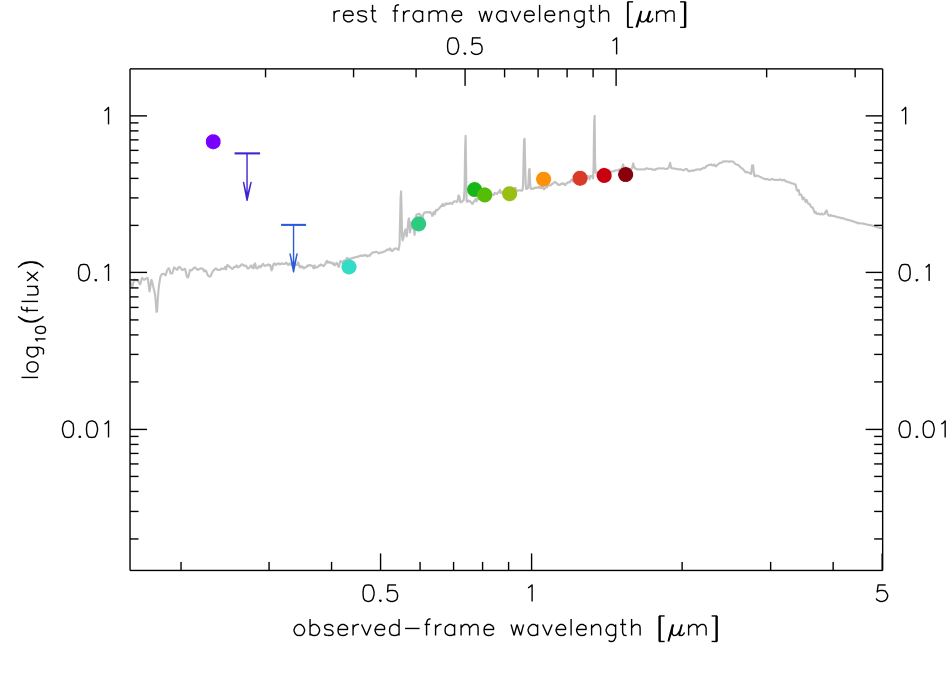 rest frame wavelength [μm]
0.5 1
1 1
0.1 0.1
0.01 0.01
log10(flux)
0.5 1 5
observed-frame wavelength [μm]